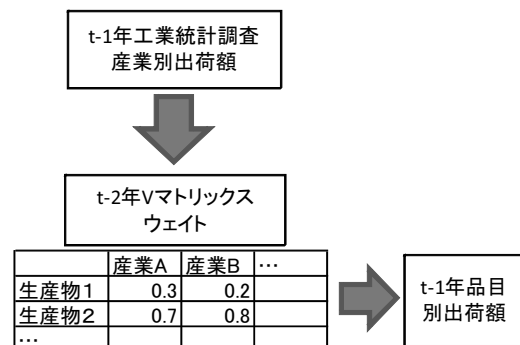 t-1年工業統計調査
産業別出荷額
t-2年Vマトリックス
ウェイト
産業A 産業B …
生産物1 0.3 0.2
生産物2 0.7 0.8
…
t-1年品目
別出荷額